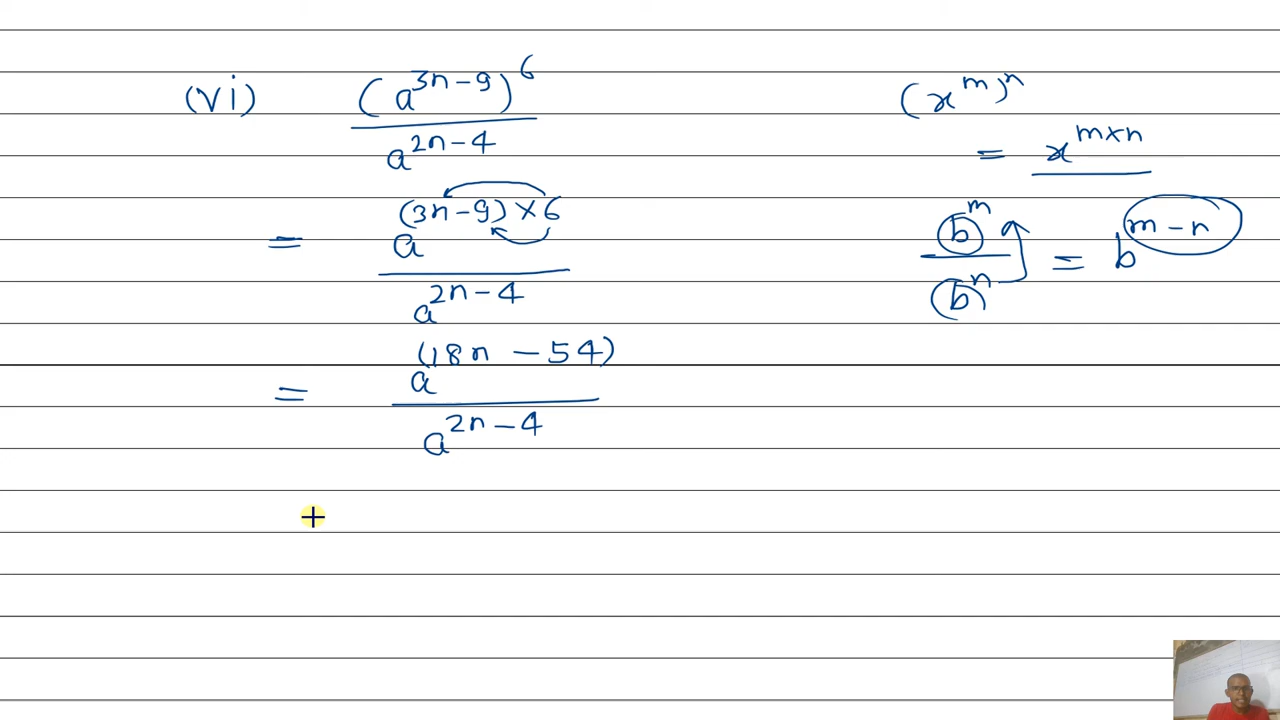 (vi) (a^{3n-9})^6 / a^{2n-4}
= a^{(3n-9)×6} / a^{2n-4}
= a^{(18n-54)} / a^{2n-4}
(x^m)^n
= x^{m×n}
b^m / b^n = b^{m-n}